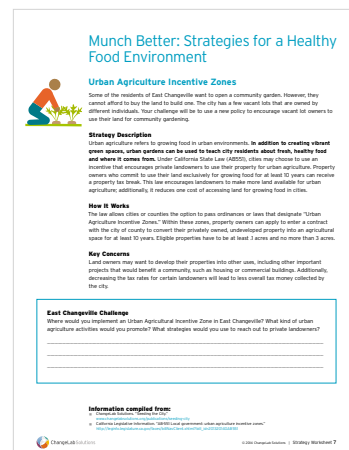 Munch Better: Strategies for a Healthy
Food Environment
Urban Agriculture Incentive Zones
Some of the residents of East Changeville want to open a community garden. However, they
cannot afford to buy the land to build one. The city has a few vacant lots that are owned by
different individuals. Your challenge will be to use a new policy to encourage vacant lot owners to
use their land for community gardening.
Strategy Description
Urban agriculture refers to growing food in urban environments. In addition to creating vibrant
green spaces, urban gardens can be used to teach city residents about fresh, healthy food
and where it comes from. Under California State Law (AB551), cities may choose to use an
incentive that encourages private landowners to use their property for urban agriculture. Property
owners who commit to use their land exclusively for growing food for at least 10 years can receive
a property tax break. This law encourages landowners to make more land available for urban
agriculture; additionally, it reduces one cost of accessing land for growing food in cities.
How It Works
The law allows cities or counties the option to pass ordinances or laws that designate "Urban
Agriculture Incentive Zones." Within these zones, property owners can apply to enter a contract
with the city of county to convert their privately owned, undeveloped property into an agricultural
space for at least 10 years. Eligible properties have to be at least .1 acres and no more than 3 acres.
Key Concerns
Land owners may want to develop their properties into other uses, including other important
projects that would benefit a community, such as housing or commercial buildings. Additionally,
decreasing the tax rates for certain landowners will lead to less overall tax money collected by
the city.
East Changeville Challenge
Where would you implement an Urban Agricultural Incentive Zone in East Changeville? What kind of urban
agriculture activities would you promote? What strategies would you use to reach out to private landowners?
Information compiled from:
ChangeLab Solutions. "Seeding the City"
www.changelabsolutions.org/publications/seeding-city
California Legislative Information. "AB-551 Local government: urban agriculture incentive zones."
ChangeLabSolutions
© 2016 ChangeLab Solutions | Strategy Worksheet 7